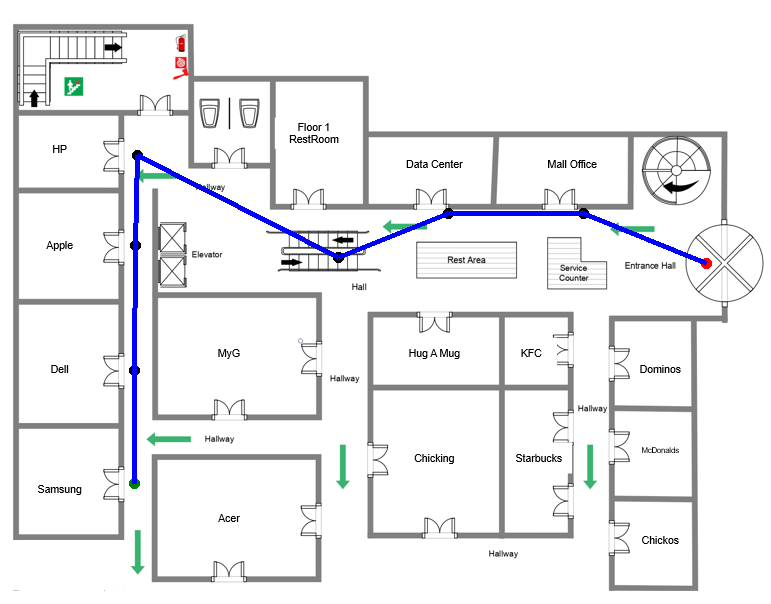 HP
Floor 1
RestRoom
Data Center
Mall Office
Hallway
Apple
Elevator
Rest Area
Service
Counter
Entrance Hall
Hall
MyG
Hug A Mug
KFC
Dell
Dominos
Hallway
Hallway
Hallway
McDonalds
Chicking
Starbucks
Samsung
Acer
Chickos
Hallway